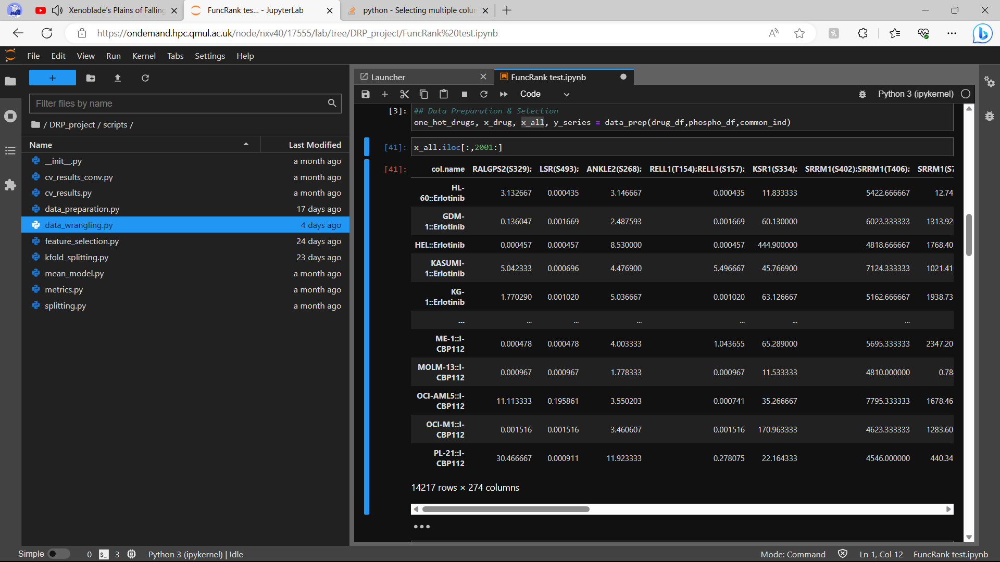 Xenoblade's Plains of Falling
FuncRank tes... - JupyterLab
python - Selecting multiple colun
https://ondemand.hpc.qmul.ac.uk/node/nxv40/17555/lab/tree/DRP_project/FuncRank%20test.ipynb
File Edit View Run Kernel Tabs Settings Help
+
Filter files by name
/ DRP_project / scripts /
Name Last Modified
__init__.py a month ago
cv_results_conv.py a month ago
cv_results.py a month ago
data_preparation.py 17 days ago
data_wrangling.py 4 days ago
feature_selection.py 24 days ago
kfold_splitting.py 23 days ago
mean_model.py a month ago
metrics.py a month ago
splitting.py a month ago
Launcher
FuncRank test.ipynb
Code
Python 3 (ipykernel)
[3]: ## Data Preparation & Selection
one_hot_drugs, x_drug, x_all, y_series = data_prep(drug_df,phospho_df,common_ind)
[41]: x_all.iloc[:,2001:]
[41]: col.name RALGPS2(S329); LSR(S493); ANKLE2(S268); RELL1(T154);RELL1(S157); KSR1(S334); SRRM1(S402);SRRM1(T406); SRRM1(S7
HL-
60::Erlotinib 3.132667 0.000435 3.146667 0.000435 11.833333 5422.666667 12.74
GDM-
1::Erlotinib 0.136047 0.001669 2.487593 0.001669 60.130000 6023.333333 1313.92
HEL::Erlotinib 0.000457 0.000457 8.530000 0.000457 444.900000 4818.666667 1768.40
KASUMI-
1::Erlotinib 5.042333 0.000696 4.476900 5.496667 45.766900 7124.333333 1021.41
KG-
1::Erlotinib 1.770290 0.001020 5.036667 0.001020 63.126667 5162.666667 1938.73
... ... ... ... ... ... ...
ME-1::I-
CBP112 0.000478 0.000478 4.003333 1.043655 65.289000 5695.333333 2347.20
MOLM-13::I-
CBP112 0.000967 0.000967 1.778333 0.000967 11.533333 4810.000000 0.78
OCI-AML5::I-
CBP112 11.113333 0.195861 3.550203 0.000741 35.266667 7795.333333 1678.46
OCI-M1::I-
CBP112 0.001516 0.001516 3.460607 0.001516 170.963333 4623.333333 1283.60
PL-21::I-
CBP112 30.466667 0.000911 11.923333 0.278075 22.164333 4546.000000 440.34
14217 rows × 274 columns
Simple 0 $_ 3 Python 3 (ipykernel) | Idle
Mode: Command Ln 1, Col 12 FuncRank test.ipynb